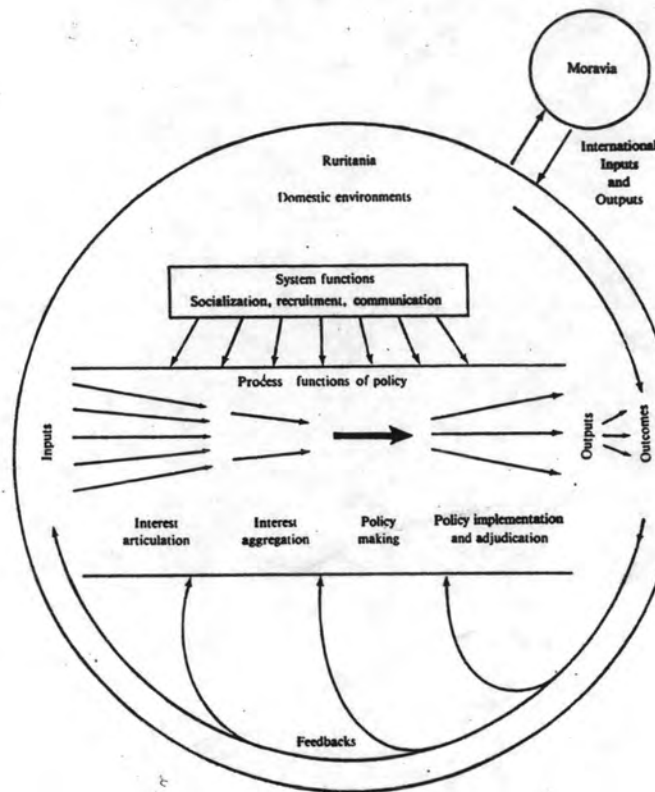 Moravia
International
Inputs
and
Outputs
Ruritania
Domestic environments
System functions
Socialization, recruitment, communication
Process functions of policy
Inputs
Outputs
Outcomes
Interest
articulation
Interest
aggregation
Policy
making
Policy implementation
and adjudication
Feedbacks